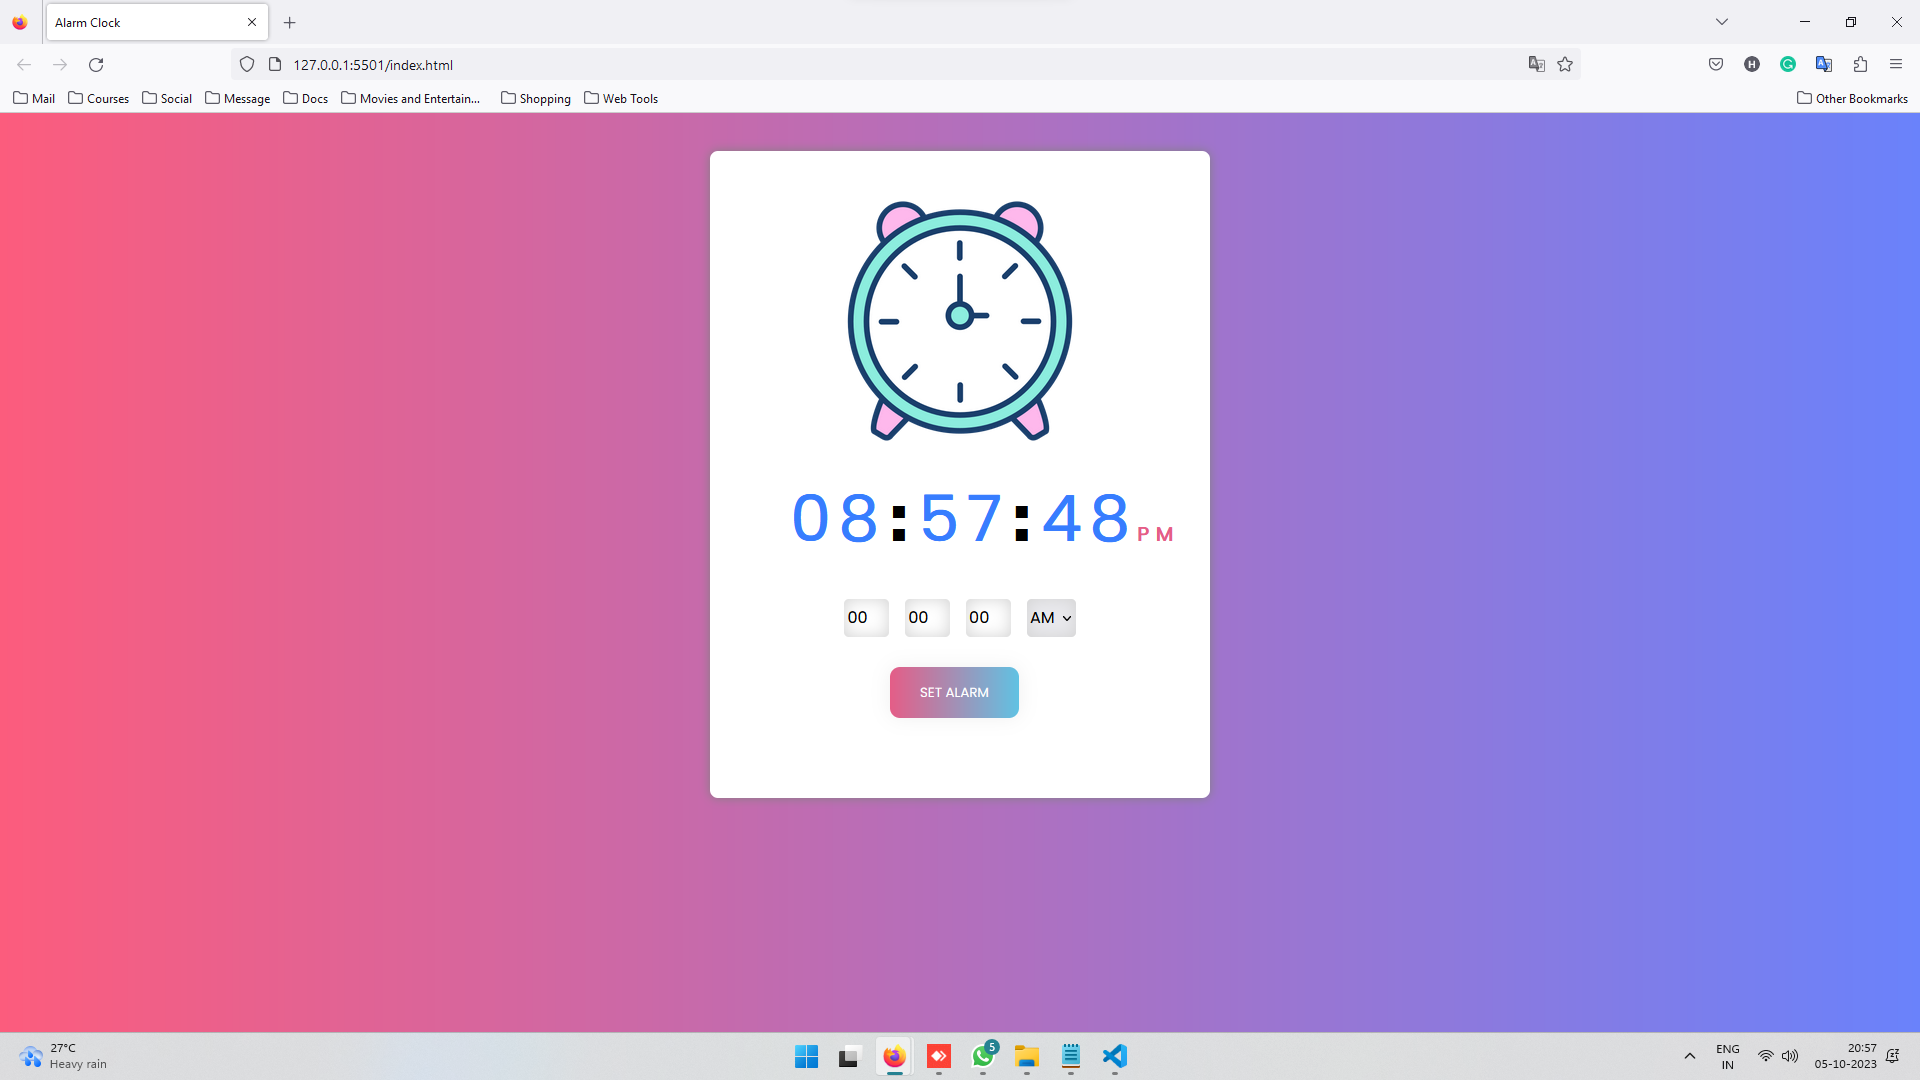 Alarm Clock
127.0.0.1:5501/index.html
H
Mail Courses Social Message Docs Movies and Entertain... Shopping Web Tools Other Bookmarks
08:57:48 PM
00 00 00 AM
SET ALARM
27°C
Heavy rain
5
ENG
IN
20:57
05-10-2023